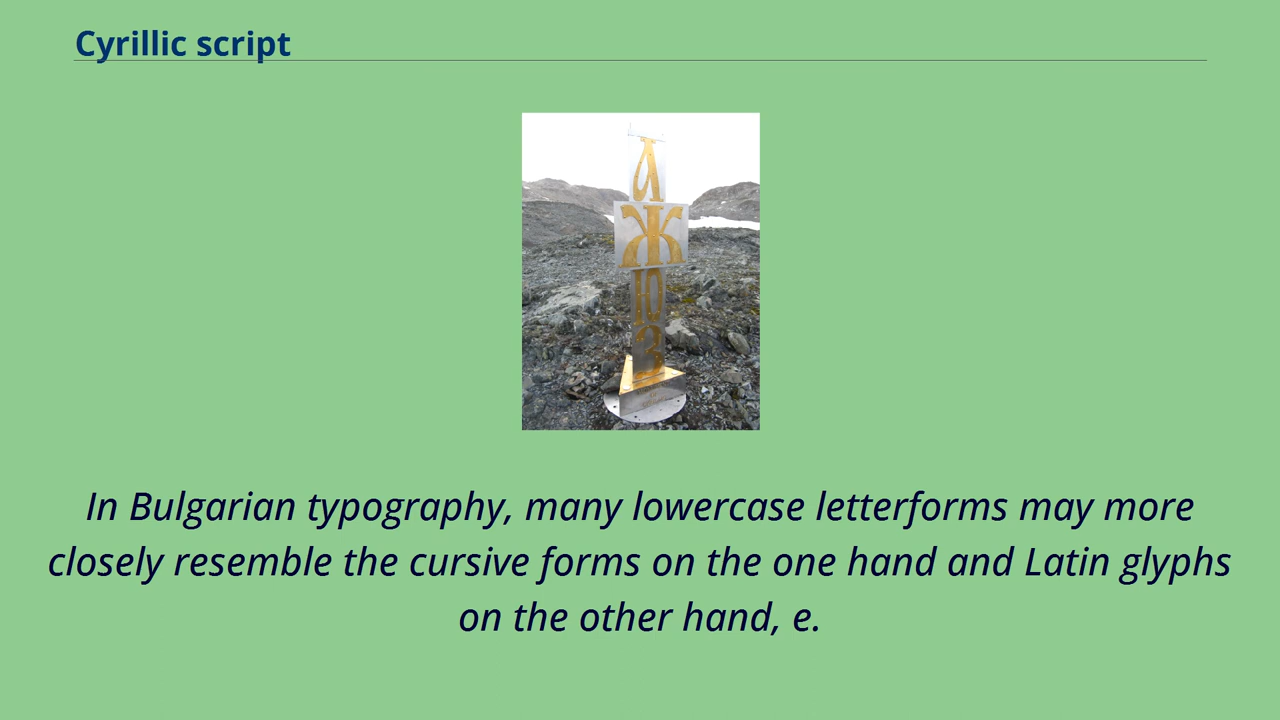 Cyrillic script
А
Ж
Ю
З
In Bulgarian typography, many lowercase letterforms may more
closely resemble the cursive forms on the one hand and Latin glyphs
on the other hand, e.